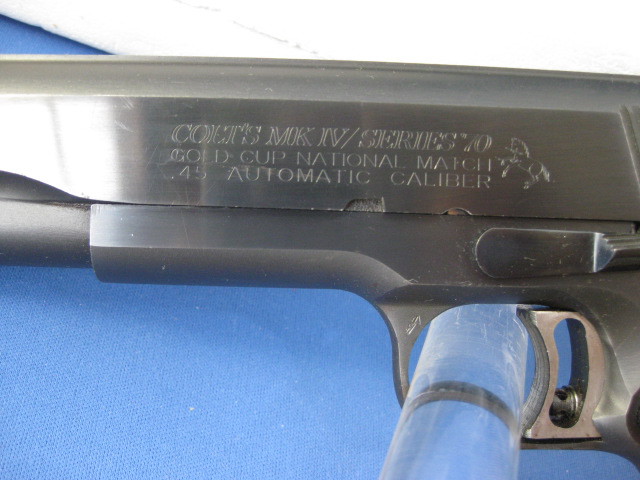 COLT'S MK IV/SERIES'70
GOLD CUP NATIONAL MATCH
.45 AUTOMATIC CALIBER